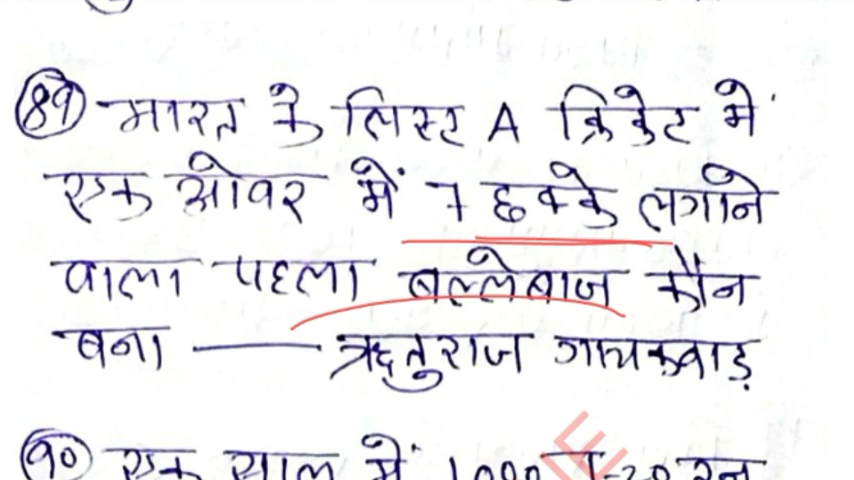 (89) भारत के लिस्ट A क्रिकेट में
एक ओवर में 7 छक्के लगाने
वाला पहला बल्लेबाज कौन
बना — ऋतुराज गायकवाड़
(90) एक साल में 1000 T-20 रन